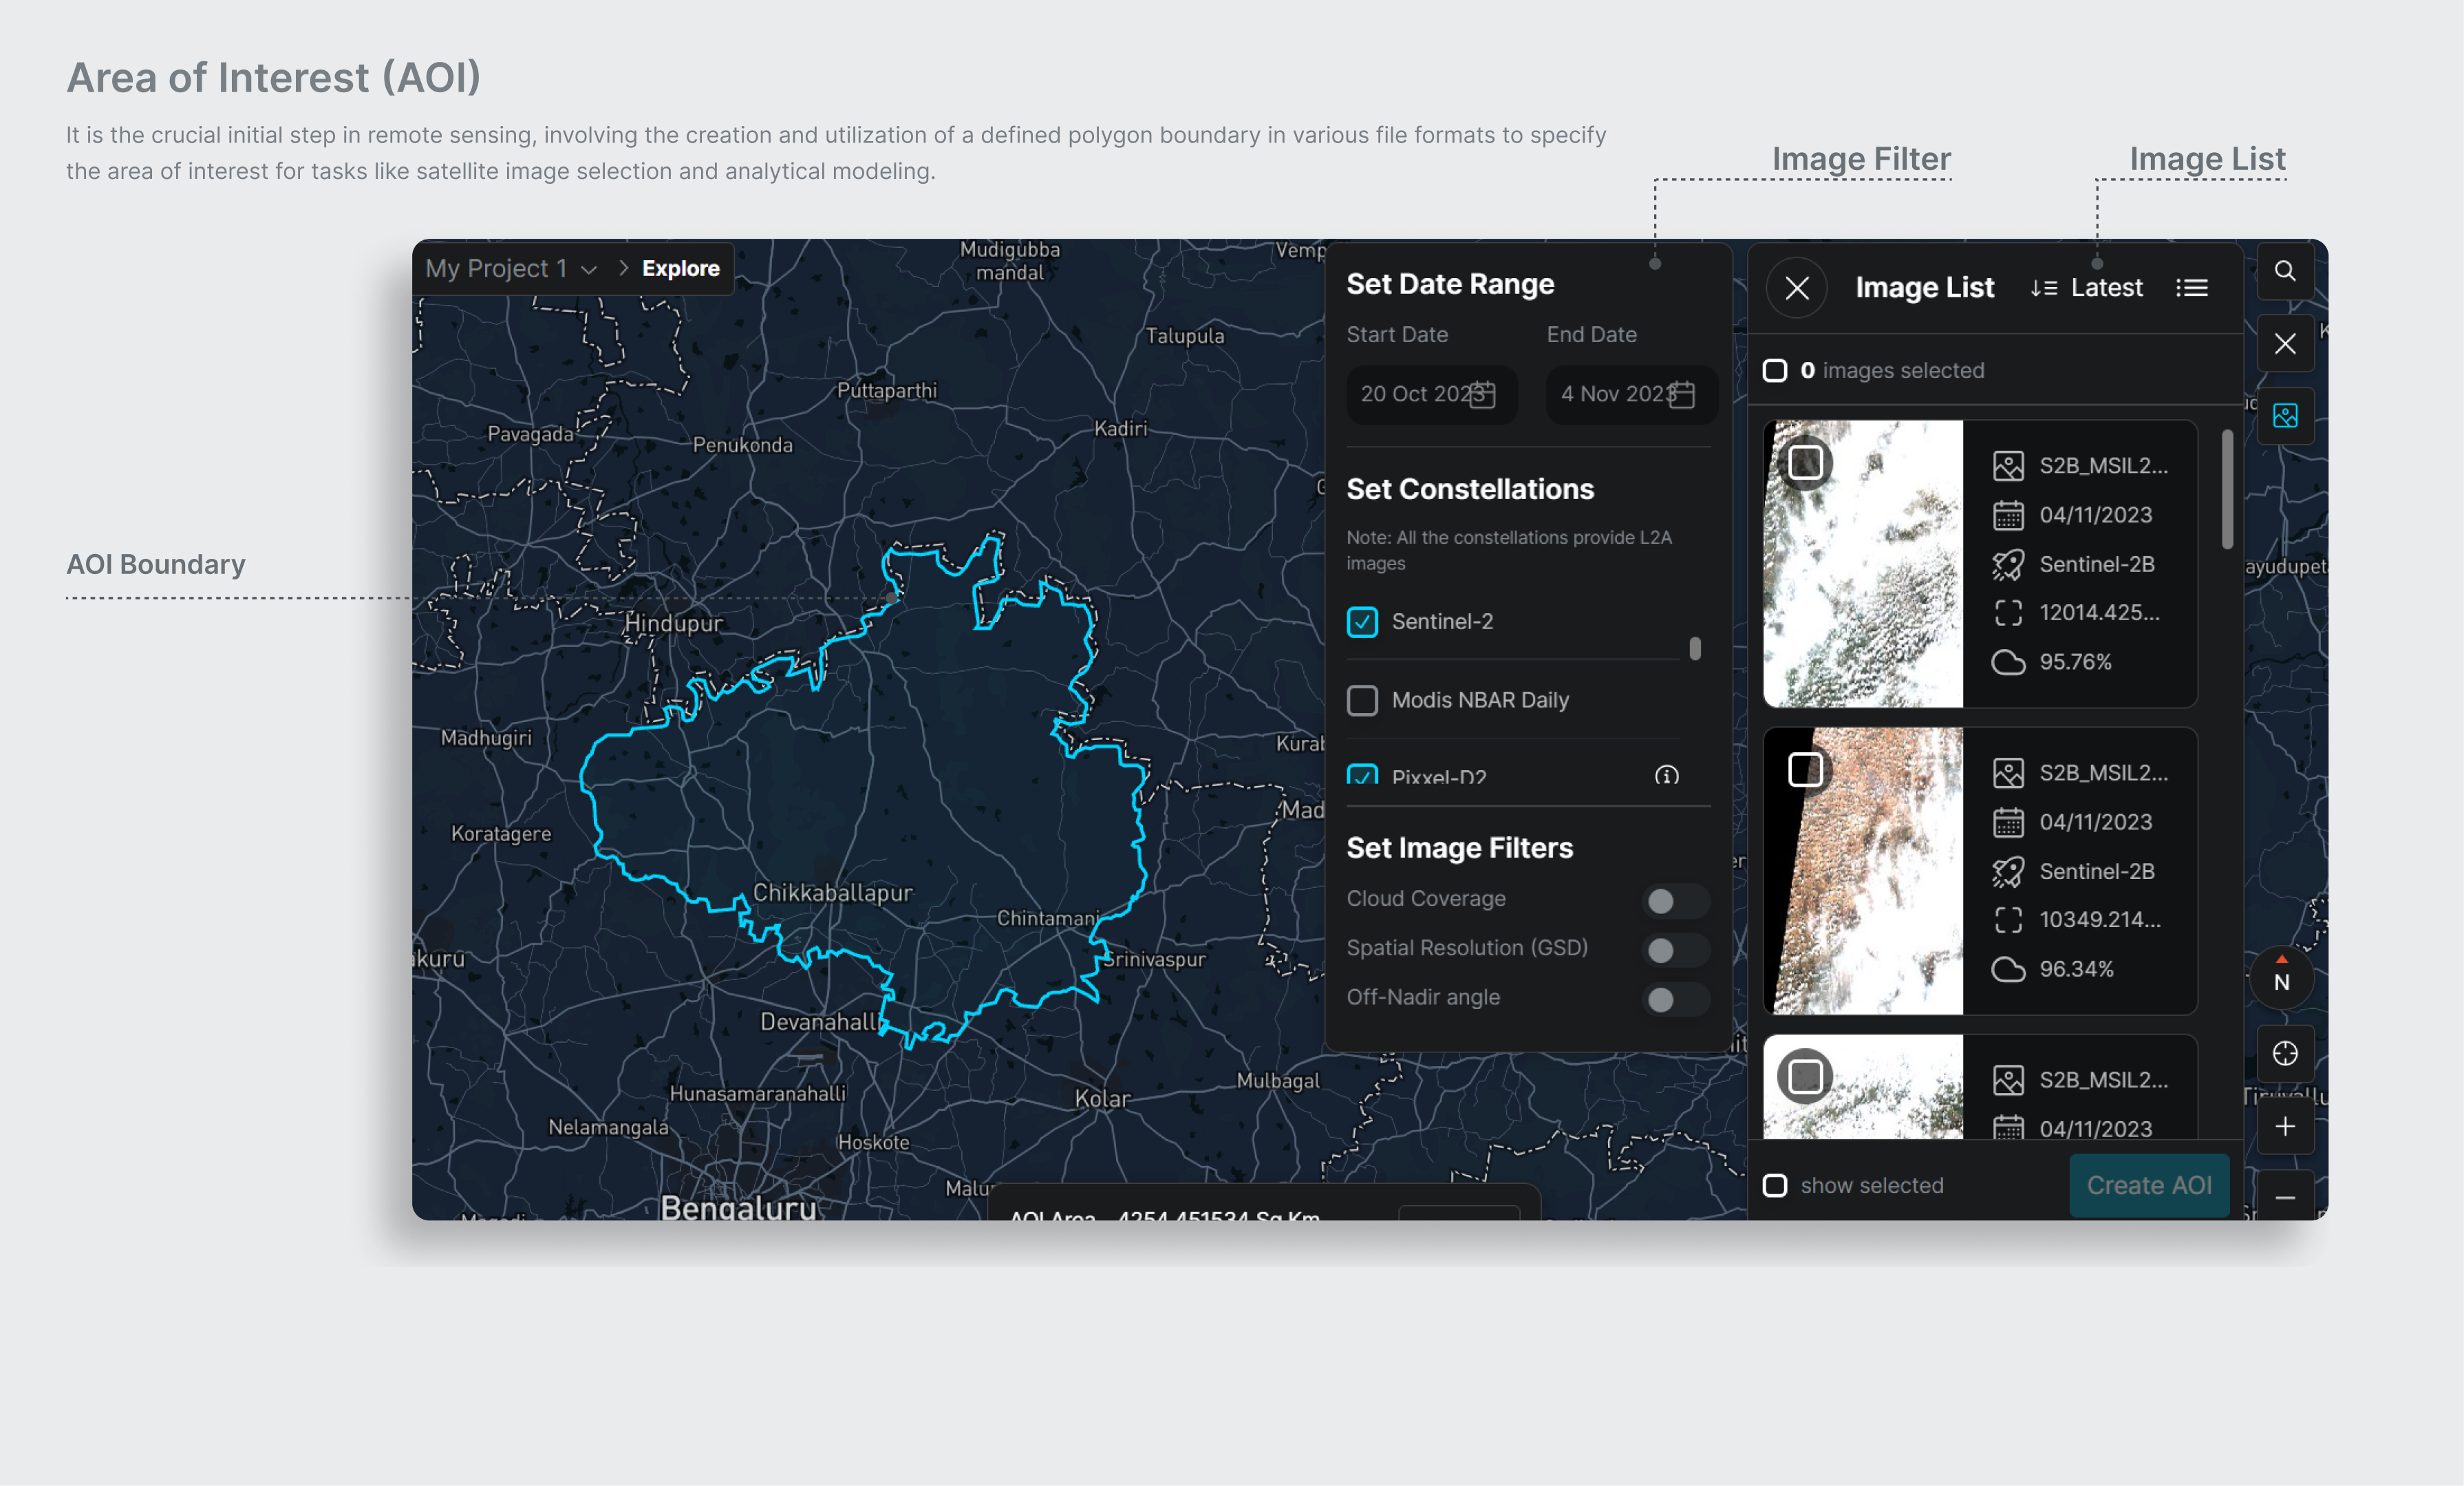 Area of Interest (AOI)
It is the crucial initial step in remote sensing, involving the creation and utilization of a defined polygon boundary in various file formats to specify
the area of interest for tasks like satellite image selection and analytical modeling.
Image Filter
Image List
AOI Boundary
My Project 1 > Explore
Mudigubba
mandal
Talupula
Puttaparthi
Kadiri
Pavagada
Penukonda
Hindupur
Madhugiri
Koratagere
Chikkaballapur
Chintamani
Srinivaspur
Devanahalli
Hunasamaranahalli
Mulbagal
Kolar
Nelamangala
Hoskote
Bengaluru
AOI Area 4254.451534 Sq Km
Set Date Range
Start Date
End Date
20 Oct 2023
4 Nov 2023
Set Constellations
Note: All the constellations provide L2A
images
Sentinel-2
Modis NBAR Daily
Pixxel-D2
Set Image Filters
Cloud Coverage
Spatial Resolution (GSD)
Off-Nadir angle
Image List
Latest
0 images selected
S2B_MSIL2...
04/11/2023
Sentinel-2B
12014.425...
95.76%
S2B_MSIL2...
04/11/2023
Sentinel-2B
10349.214...
96.34%
S2B_MSIL2...
04/11/2023
show selected
Create AOI
N